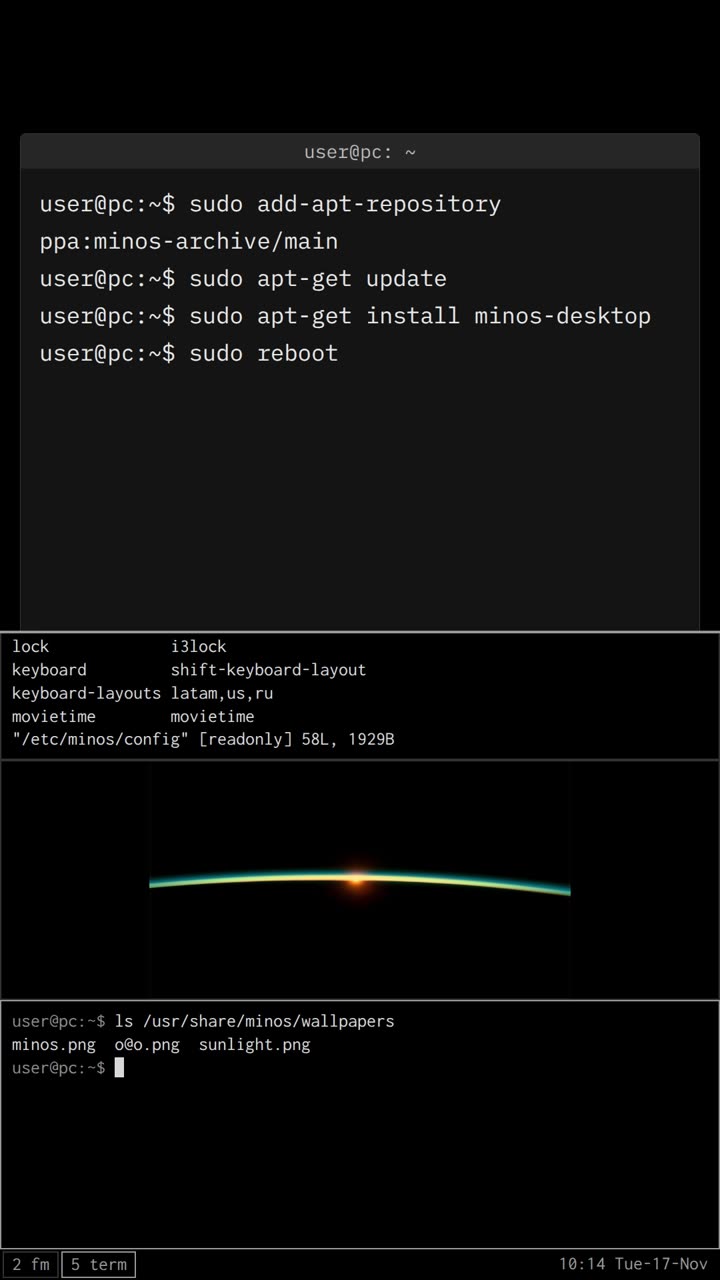 user@pc: ~
user@pc:~$ sudo add-apt-repository
ppa:minos-archive/main
user@pc:~$ sudo apt-get update
user@pc:~$ sudo apt-get install minos-desktop
user@pc:~$ sudo reboot
lock i3lock
keyboard shift-keyboard-layout
keyboard-layouts latam,us,ru
movietime movietime
"/etc/minos/config" [readonly] 58L, 1929B
user@pc:~$ ls /usr/share/minos/wallpapers
minos.png o@o.png sunlight.png
user@pc:~$
2 fm 5 term 10:14 Tue-17-Nov